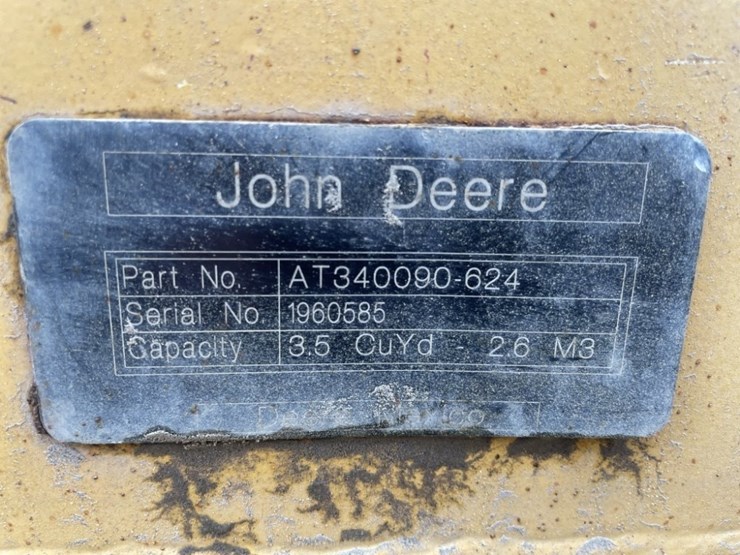 John Deere
Part No. AT340090-624
Serial No 1960585
Capacity 3.5 CuYd - 2.6 M3